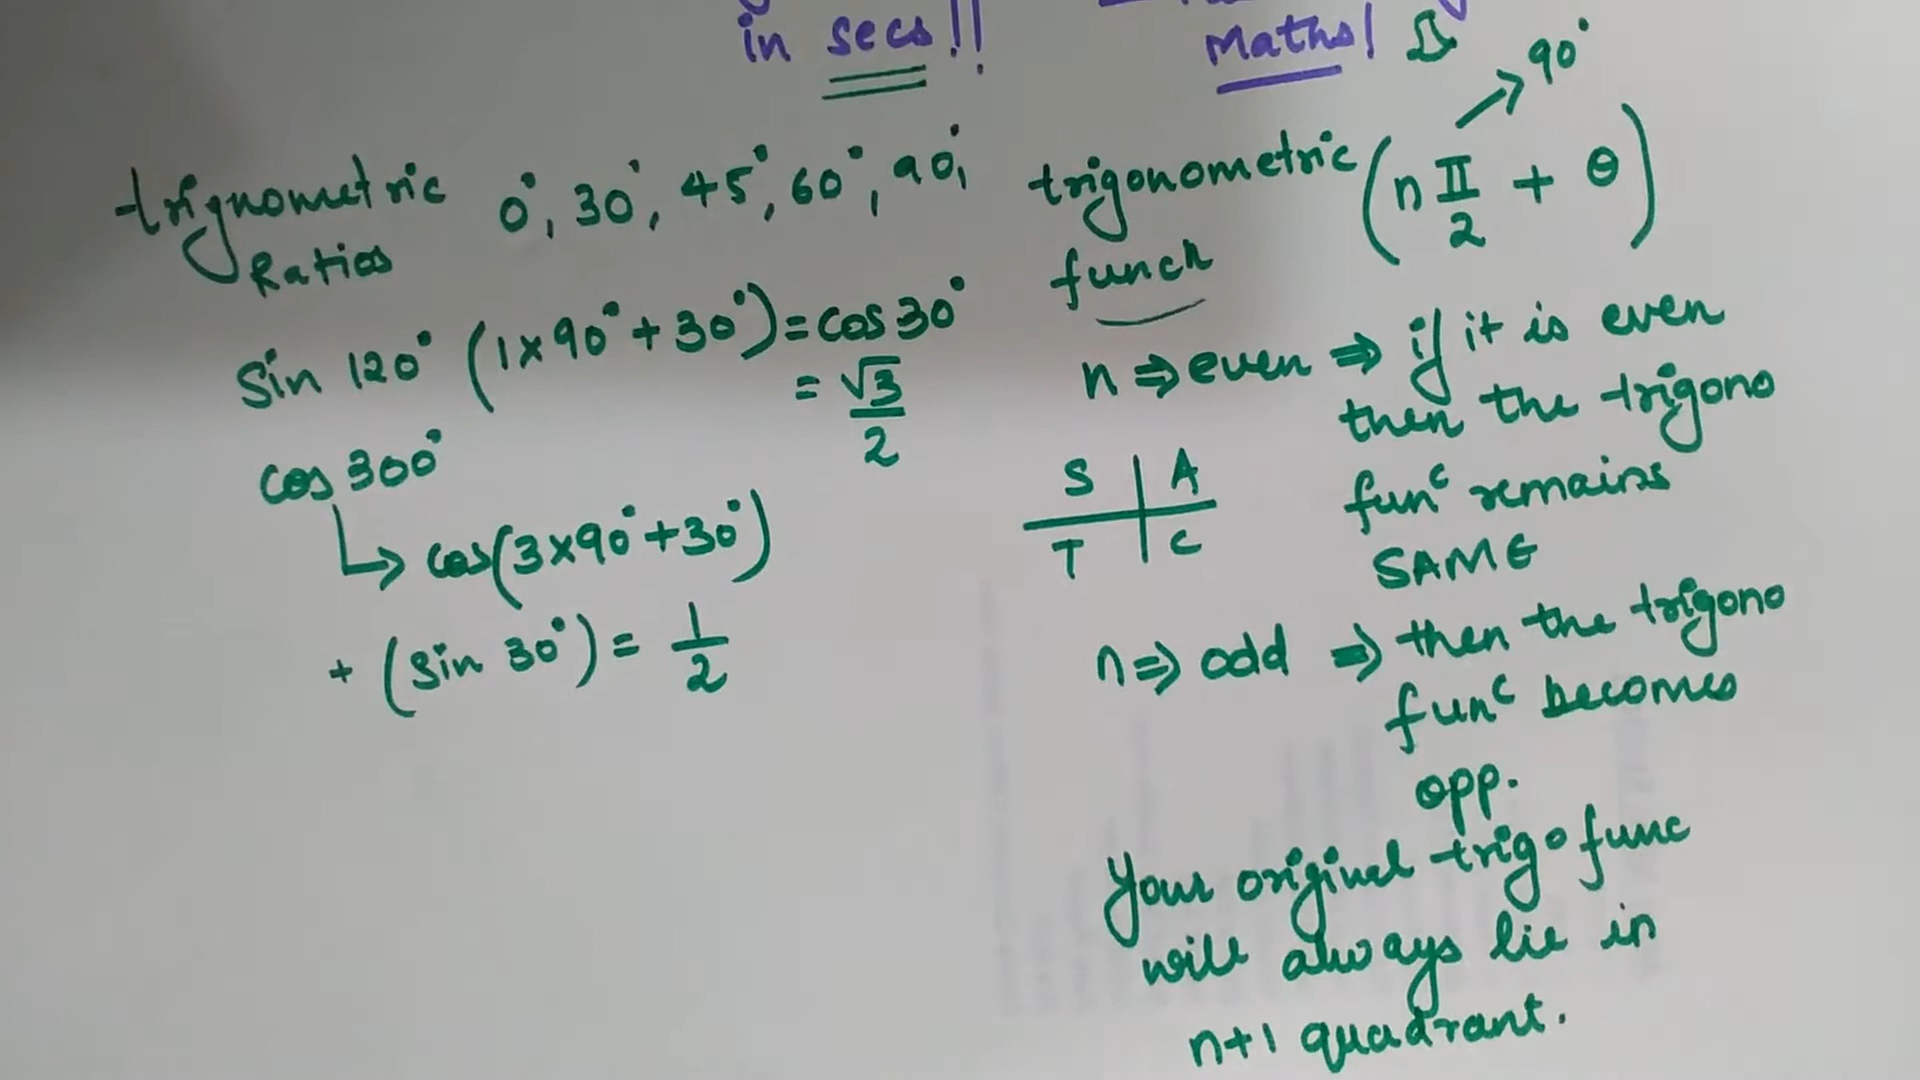 in secs!!
Maths!
trignometric 0°, 30°, 45°, 60°, 90°,
Ratios
Sin 120° (1×90°+30°)=cos 30°
= √3/2
cos 300°
↳ cos(3×90°+30°)
+ (sin 30°) = 1/2
→ 90°
trigonometric (n π/2 + θ)
funcn
n ⇒ even ⇒ if it is even
then the trigono
func remains
SAME
S | A
T | C
n ⇒ odd ⇒ then the trigono
func becomes
opp.
Your original trigo func
will always lie in
n+1 quadrant.